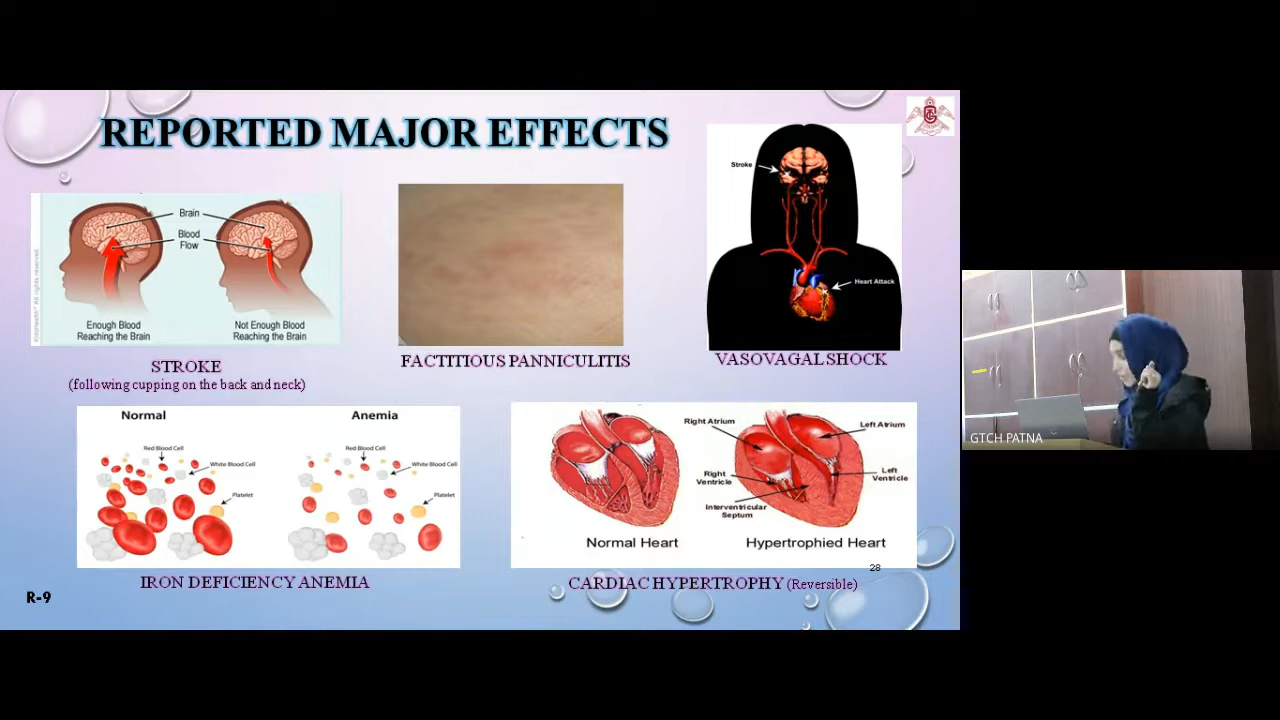 REPORTED MAJOR EFFECTS
Brain
Blood
Flow
Enough Blood
Reaching the Brain
Not Enough Blood
Reaching the Brain
STROKE
(following cupping on the back and neck)
FACTITIOUS PANNICULITIS
Stroke
Heart Attack
VASOVAGAL SHOCK
Normal
Anemia
Red Blood Cell
White Blood Cell
Platelet
Red Blood Cell
White Blood Cell
Platelet
IRON DEFICIENCY ANEMIA
Right Atrium
Left Atrium
Right
Ventricle
Left
Ventricle
Interventricular
Septum
Normal Heart
Hypertrophied Heart
CARDIAC HYPERTROPHY (Reversible)
28
R-9
GTCH PATNA